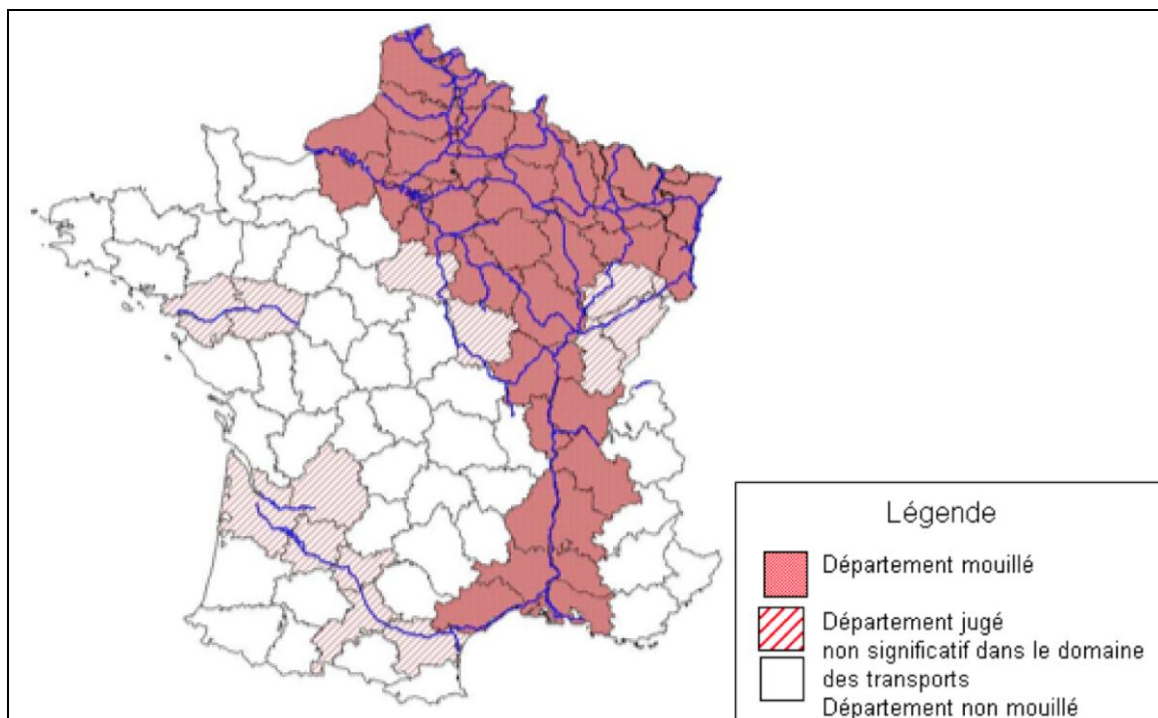 Légende
Département mouillé
Département jugé
non significatif dans le domaine
des transports
Département non mouillé